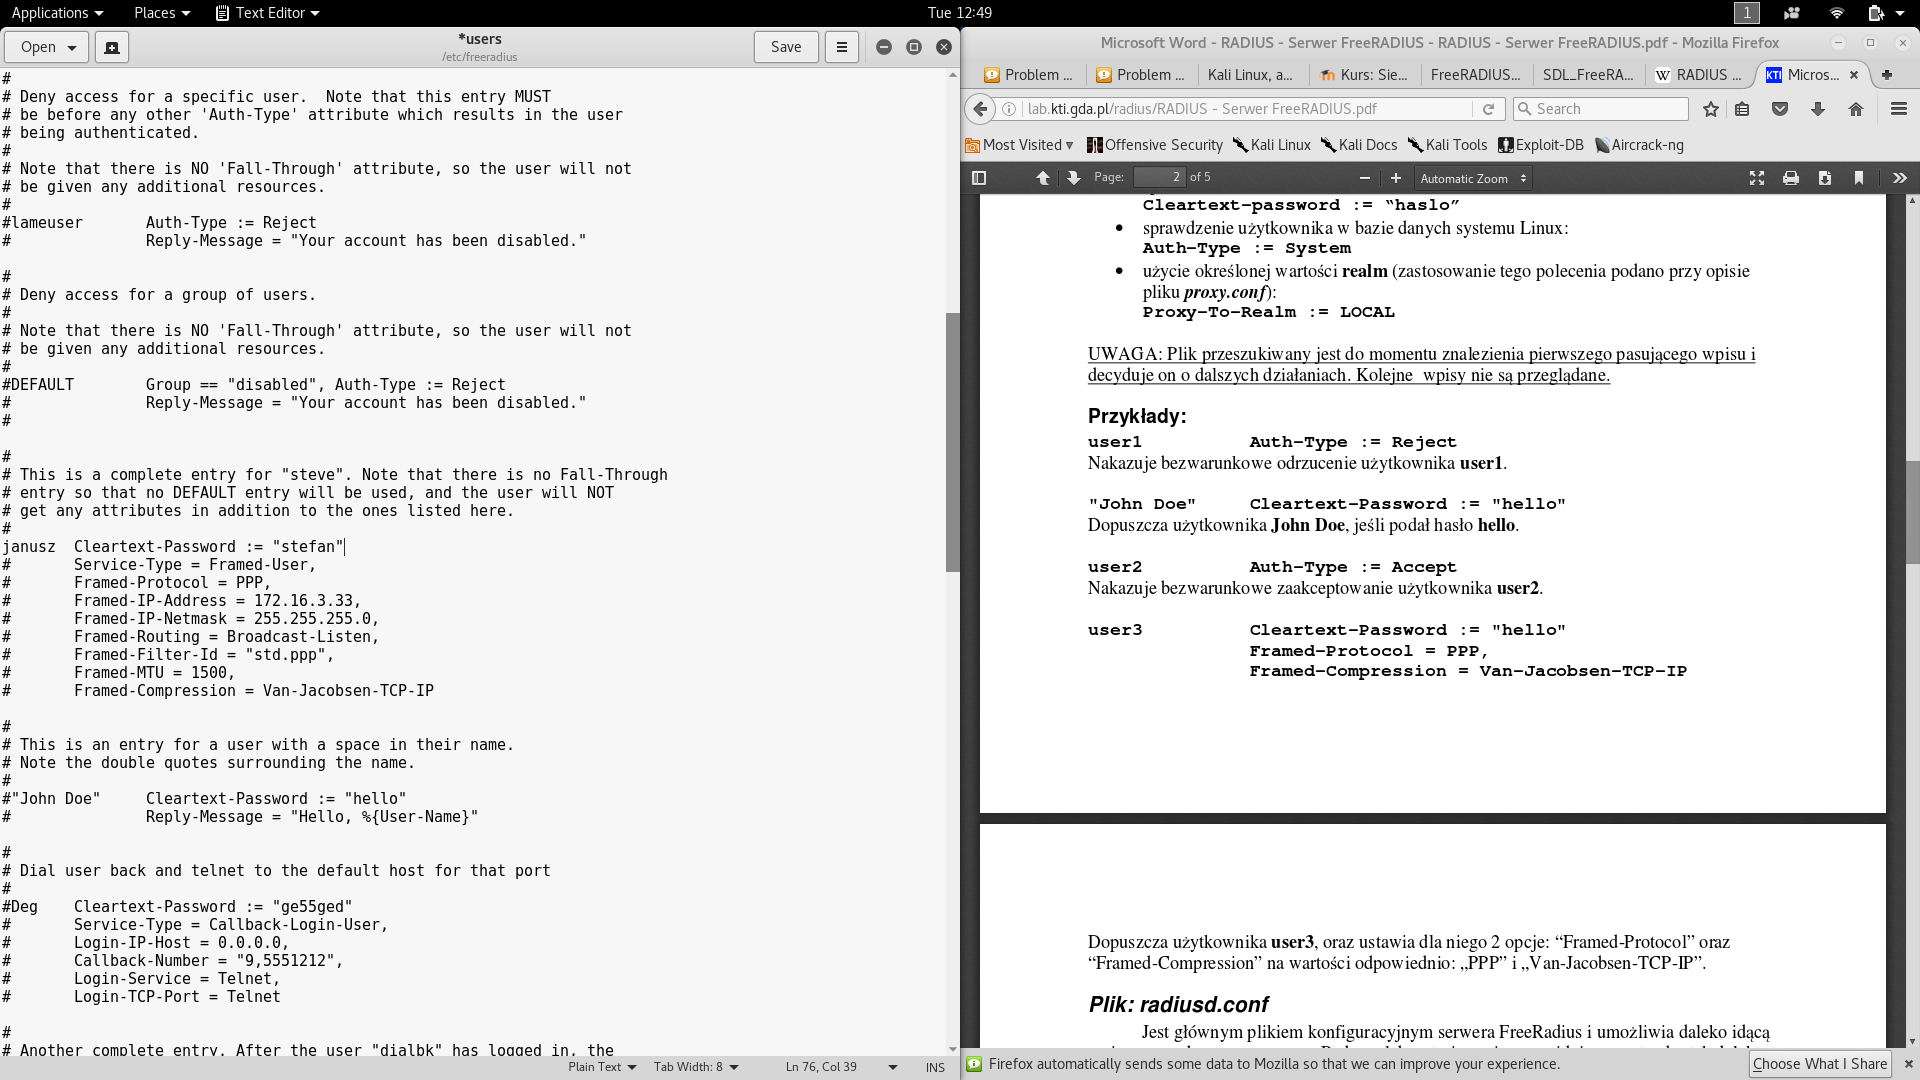 Applications Places Text Editor Tue 12:49 1
Open *users Save
/etc/freeradius
#
# Deny access for a specific user.  Note that this entry MUST
# be before any other 'Auth-Type' attribute which results in the user
# being authenticated.
#
# Note that there is NO 'Fall-Through' attribute, so the user will not
# be given any additional resources.
#
#lameuser       Auth-Type := Reject
#               Reply-Message = "Your account has been disabled."
#
# Deny access for a group of users.
#
# Note that there is NO 'Fall-Through' attribute, so the user will not
# be given any additional resources.
#
#DEFAULT        Group == "disabled", Auth-Type := Reject
#               Reply-Message = "Your account has been disabled."
#
#
# This is a complete entry for "steve". Note that there is no Fall-Through
# entry so that no DEFAULT entry will be used, and the user will NOT
# get any attributes in addition to the ones listed here.
#
janusz  Cleartext-Password := "stefan"
#       Service-Type = Framed-User,
#       Framed-Protocol = PPP,
#       Framed-IP-Address = 172.16.3.33,
#       Framed-IP-Netmask = 255.255.255.0,
#       Framed-Routing = Broadcast-Listen,
#       Framed-Filter-Id = "std.ppp",
#       Framed-MTU = 1500,
#       Framed-Compression = Van-Jacobsen-TCP-IP
#
# This is an entry for a user with a space in their name.
# Note the double quotes surrounding the name.
#
#"John Doe"     Cleartext-Password := "hello"
#               Reply-Message = "Hello, %{User-Name}"
#
# Dial user back and telnet to the default host for that port
#
#Deg    Cleartext-Password := "ge55ged"
#       Service-Type = Callback-Login-User,
#       Login-IP-Host = 0.0.0.0,
#       Callback-Number = "9,5551212",
#       Login-Service = Telnet,
#       Login-TCP-Port = Telnet
#
# Another complete entry. After the user "dialbk" has logged in, the
Plain Text Tab Width: 8 Ln 76, Col 39 INS
Microsoft Word - RADIUS - Serwer FreeRADIUS - RADIUS - Serwer FreeRADIUS.pdf - Mozilla Firefox
Problem ... Problem ... Kali Linux, a... Kurs: Sie... FreeRADIUS... SDL_FreeRA... W RADIUS ... KTI Micros...
lab.kti.gda.pl/radius/RADIUS - Serwer FreeRADIUS.pdf Search
Most Visited Offensive Security Kali Linux Kali Docs Kali Tools Exploit-DB Aircrack-ng
Page: 2 of 5 Automatic Zoom
Cleartext-password := “haslo”
• sprawdzenie użytkownika w bazie danych systemu Linux:
Auth-Type := System
• użycie określonej wartości realm (zastosowanie tego polecenia podano przy opisie
pliku proxy.conf):
Proxy-To-Realm := LOCAL
UWAGA: Plik przeszukiwany jest do momentu znalezienia pierwszego pasującego wpisu i
decyduje on o dalszych działaniach. Kolejne  wpisy nie są przeglądane.
Przykłady:
user1 Auth-Type := Reject
Nakazuje bezwarunkowe odrzucenie użytkownika user1.
"John Doe" Cleartext-Password := "hello"
Dopuszcza użytkownika John Doe, jeśli podał hasło hello.
user2 Auth-Type := Accept
Nakazuje bezwarunkowe zaakceptowanie użytkownika user2.
user3 Cleartext-Password := "hello"
Framed-Protocol = PPP,
Framed-Compression = Van-Jacobsen-TCP-IP
Dopuszcza użytkownika user3, oraz ustawia dla niego 2 opcje: “Framed-Protocol” oraz
“Framed-Compression” na wartości odpowiednio: „PPP” i „Van-Jacobsen-TCP-IP”.
Plik: radiusd.conf
Jest głównym plikiem konfiguracyjnym serwera FreeRadius i umożliwia daleko idącą
Firefox automatically sends some data to Mozilla so that we can improve your experience. Choose What I Share